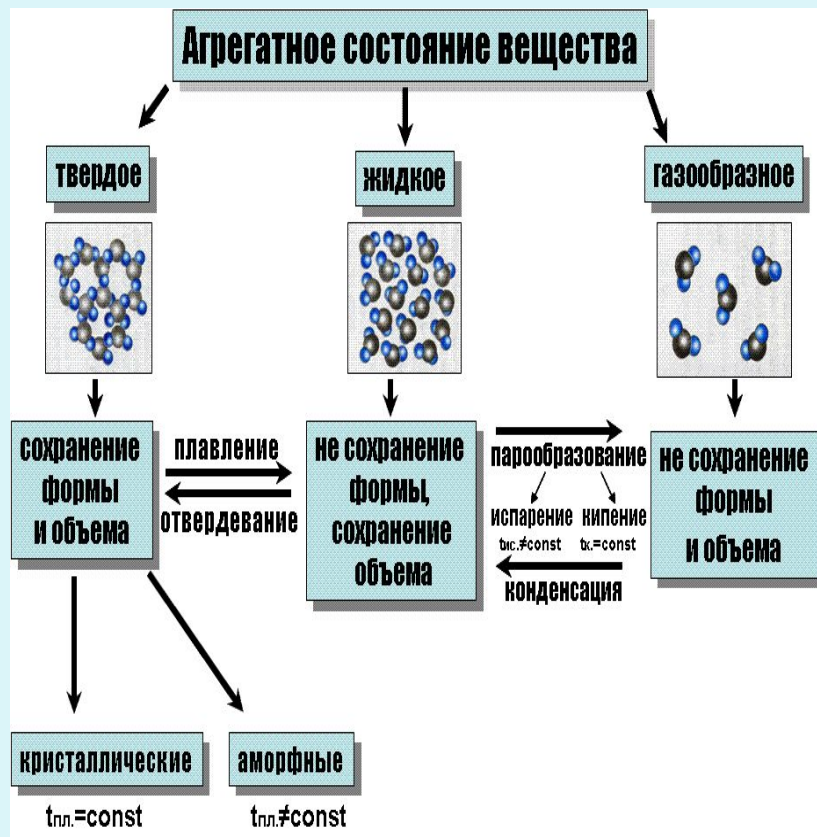 Агрегатное состояние вещества
твердое
жидкое
газообразное
сохранение
формы
и объема
плавление
отвердевание
не сохранение
формы,
сохранение
объема
парообразование
испарение кипение
tис.≠const tк.=const
конденсация
не сохранение
формы
и объема
кристаллические
аморфные
tпл.=const
tпл.≠const